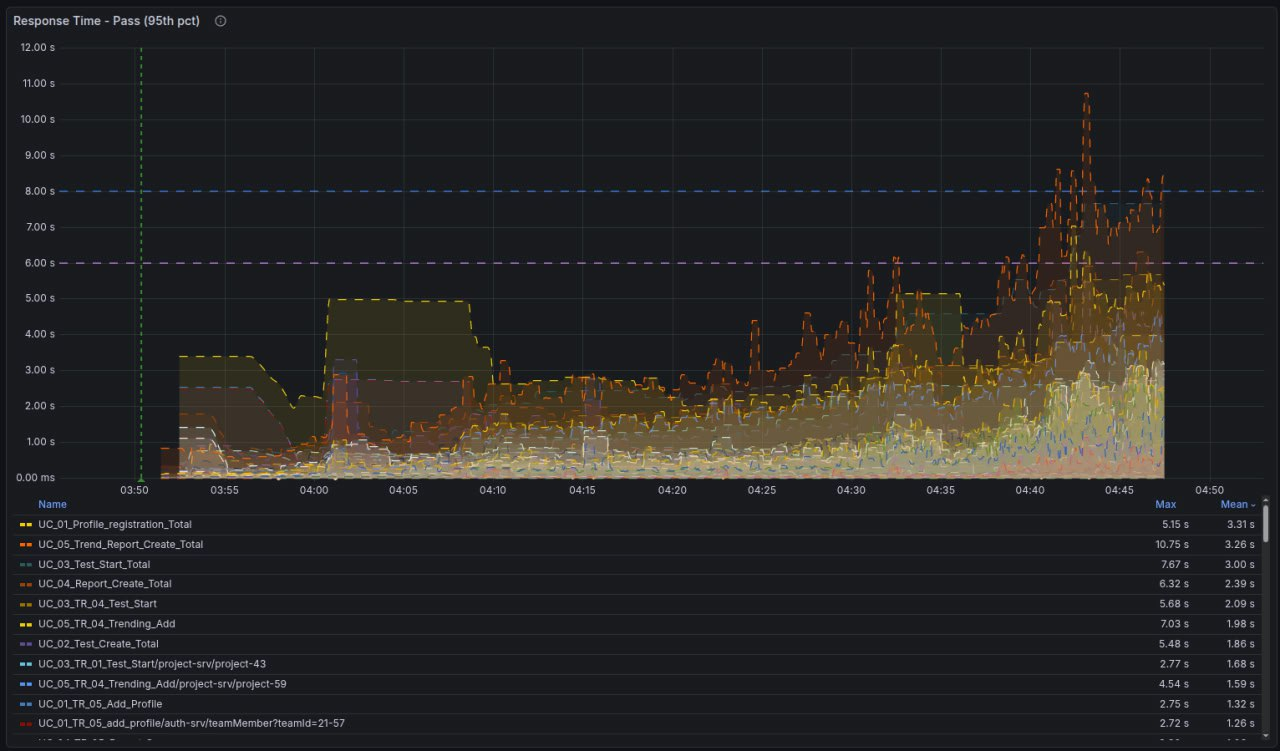 Response Time - Pass (95th pct)
12.00 s
11.00 s
10.00 s
9.00 s
8.00 s
7.00 s
6.00 s
5.00 s
4.00 s
3.00 s
2.00 s
1.00 s
0.00 ms
03:50 03:55 04:00 04:05 04:10 04:15 04:20 04:25 04:30 04:35 04:40 04:45 04:50
Name Max Mean
UC_01_Profile_registration_Total 5.15 s 3.31 s
UC_05_Trend_Report_Create_Total 10.75 s 3.26 s
UC_03_Test_Start_Total 7.67 s 3.00 s
UC_04_Report_Create_Total 6.32 s 2.39 s
UC_03_TR_04_Test_Start 5.68 s 2.09 s
UC_05_TR_04_Trending_Add 7.03 s 1.98 s
UC_02_Test_Create_Total 5.48 s 1.86 s
UC_03_TR_01_Test_Start/project-srv/project-43 2.77 s 1.68 s
UC_05_TR_04_Trending_Add/project-srv/project-59 4.54 s 1.59 s
UC_01_TR_05_Add_Profile 2.75 s 1.32 s
UC_01_TR_05_add_profile/auth-srv/teamMember?teamId=21-57 2.72 s 1.26 s